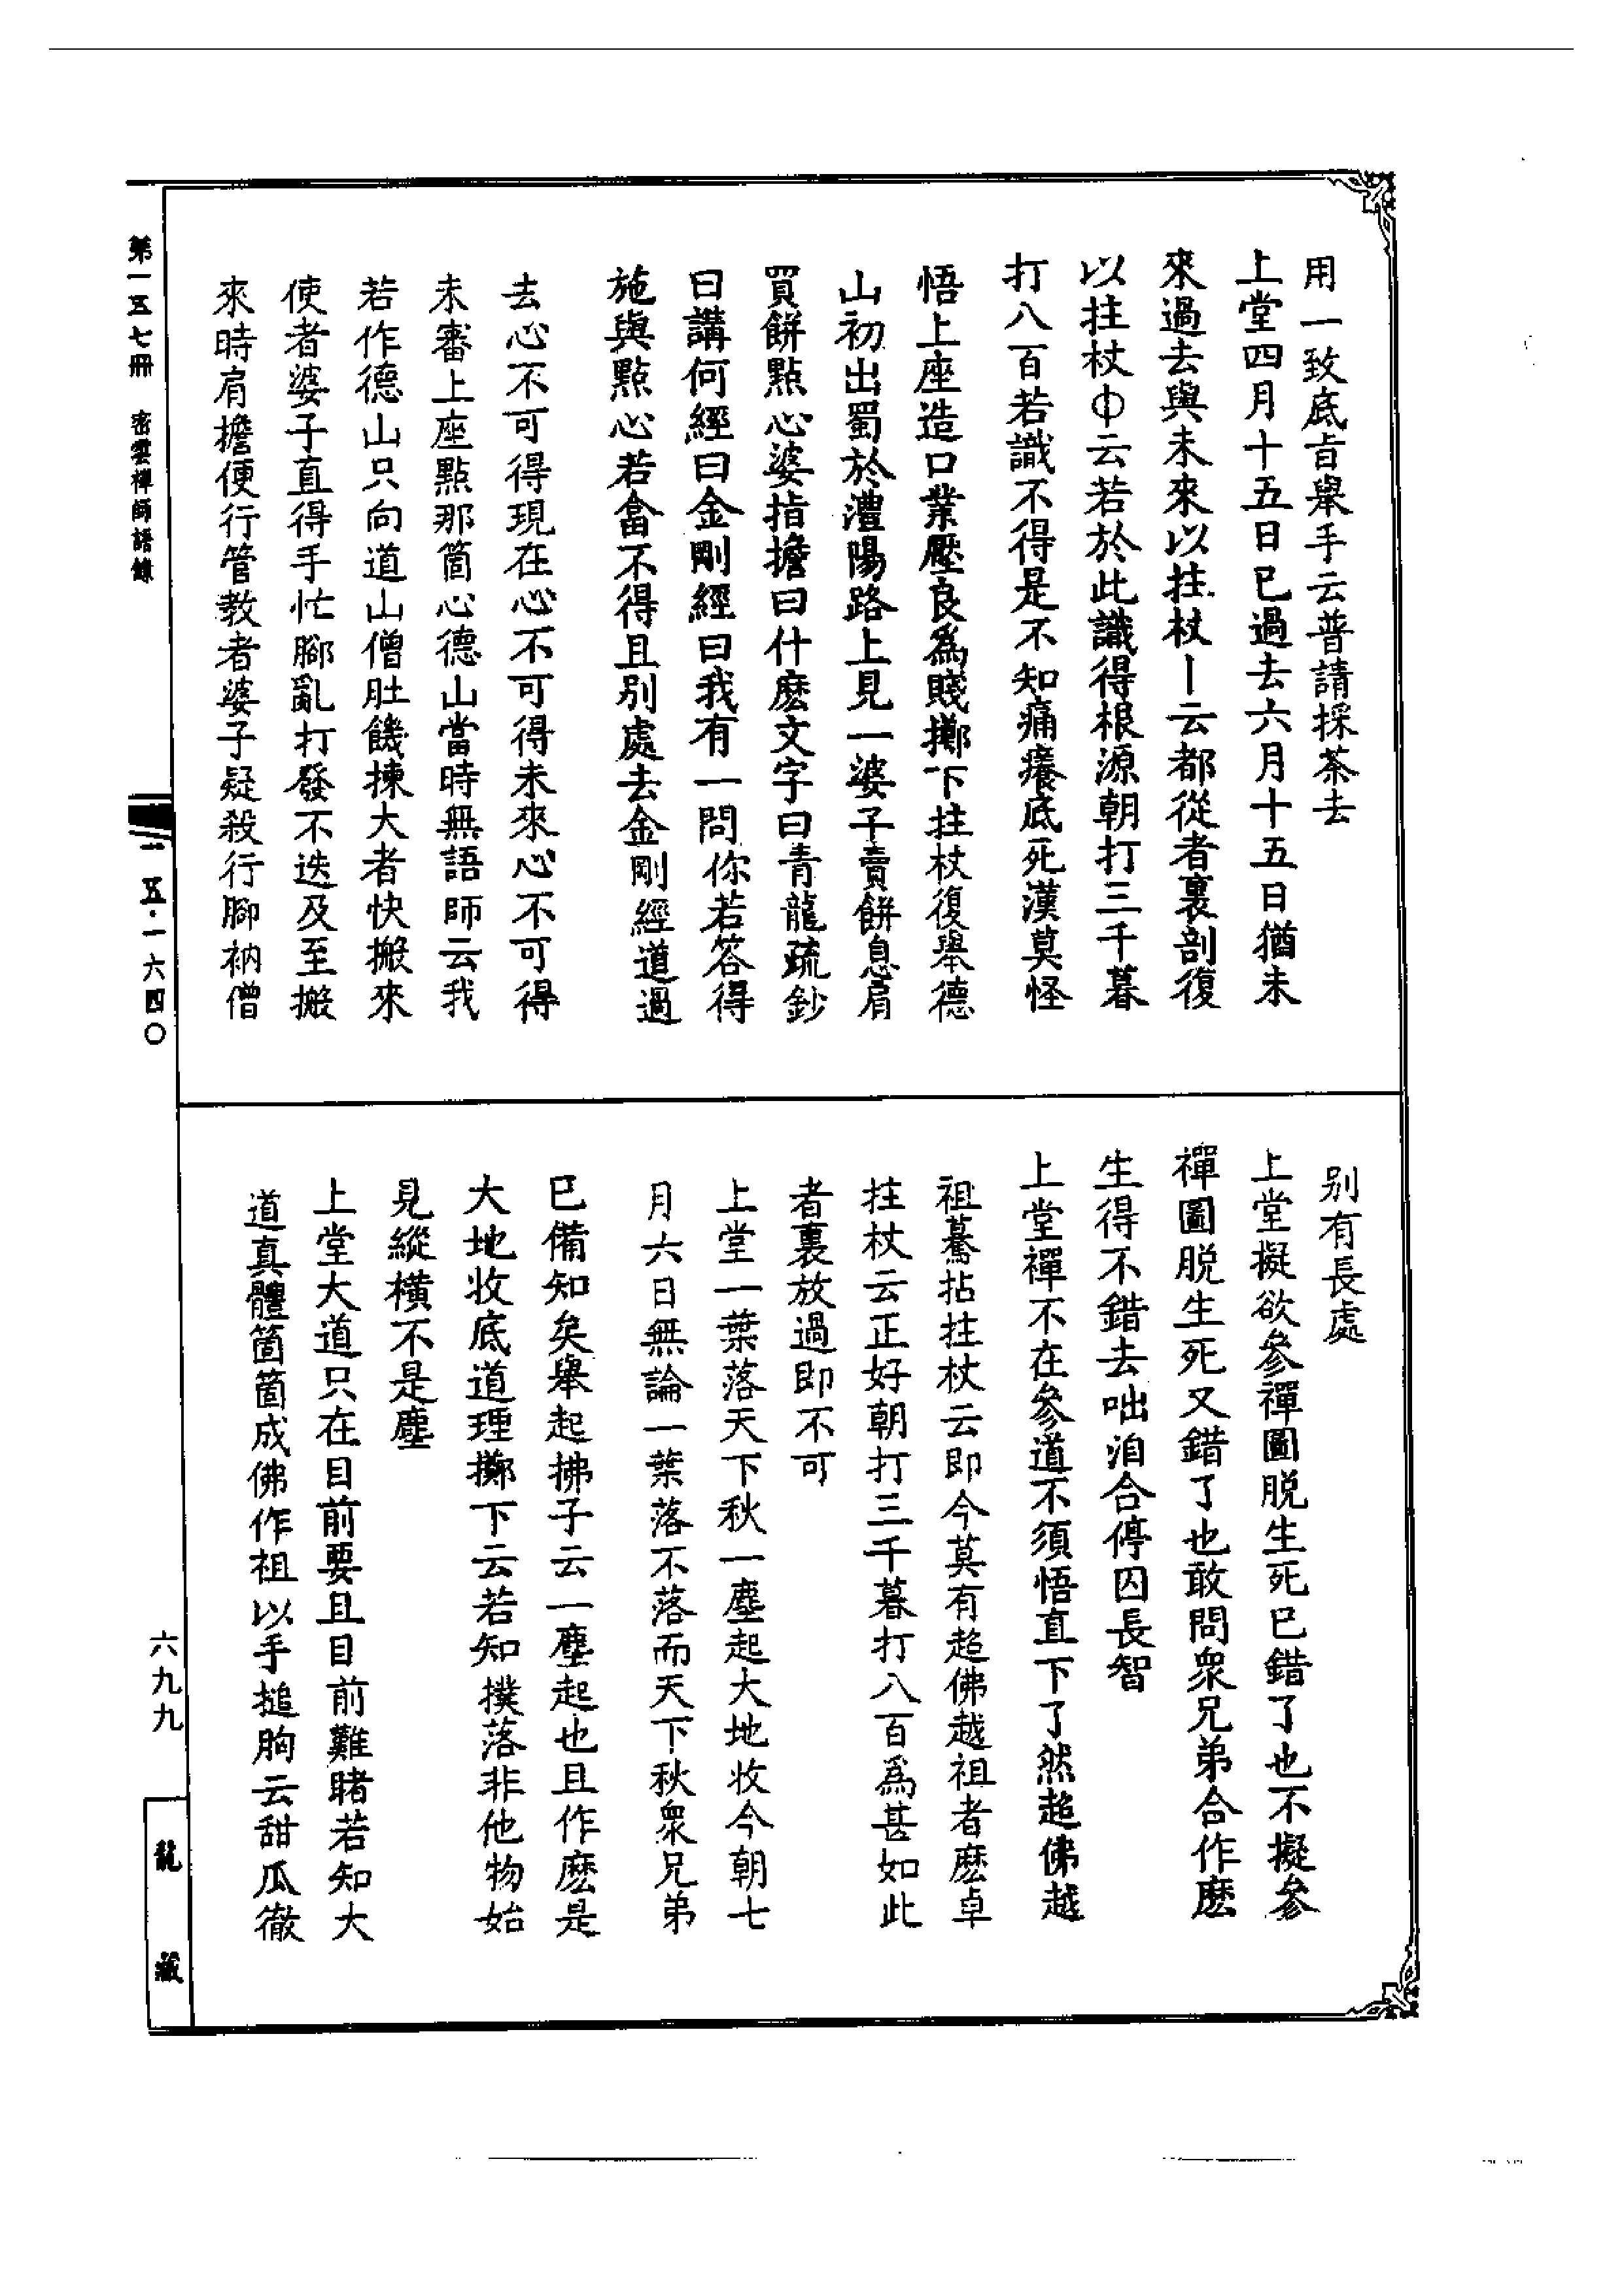 用一致底旨舉手云普請採茶去
上堂四月十五日已過去六月十五日猶未
來過去與未來以拄杖丨云都從者裏剖復
以拄杖〇云若於此識得根源朝打三千暮
打八百若識不得是不知痛癢底死漢莫怪
悟上座造口業壓良為賤擲下拄杖復舉德
山初出蜀於澧陽路上見一婆子賣餅息肩
買餅點心婆指擔曰什麽文字曰青龍疏鈔
曰講何經曰金剛經曰我有一問你若答得
施與點心若畣不得且別處去金剛經道過
去心不可得現在心不可得未來心不可得
未審上座點那箇心德山當時無語師云我
若作德山只向道山僧肚饑揀大者快搬來
使者婆子直得手忙腳亂打發不迭及至搬
來時肩擔便行管教者婆子疑殺行腳衲僧
別有長處
上堂擬欲參禪圖脫生死已錯了也不擬參
禪圖脫生死又錯了也敢問衆兄弟合作麽
生得不錯去咄洎合停囚長智
上堂禪不在參道不須悟直下了然超佛越
祖驀拈拄杖云即今莫有超佛越祖者麽卓
拄杖云正好朝打三千暮打八百為甚如此
者裏放過即不可
上堂一葉落天下秋一塵起大地收今朝七
月六日無論一葉落不落而天下秋衆兄弟
已備知矣舉起拂子云一塵起也且作麽是
大地收底道理擲下云若知撲落非他物始
見縱橫不是塵
上堂大道只在目前要且目前難睹若知大
道真體箇箇成佛作祖以手搥胸云甜瓜徹
第一五七冊 密雲禪師語錄
一五·一六四〇
六九九
龍藏